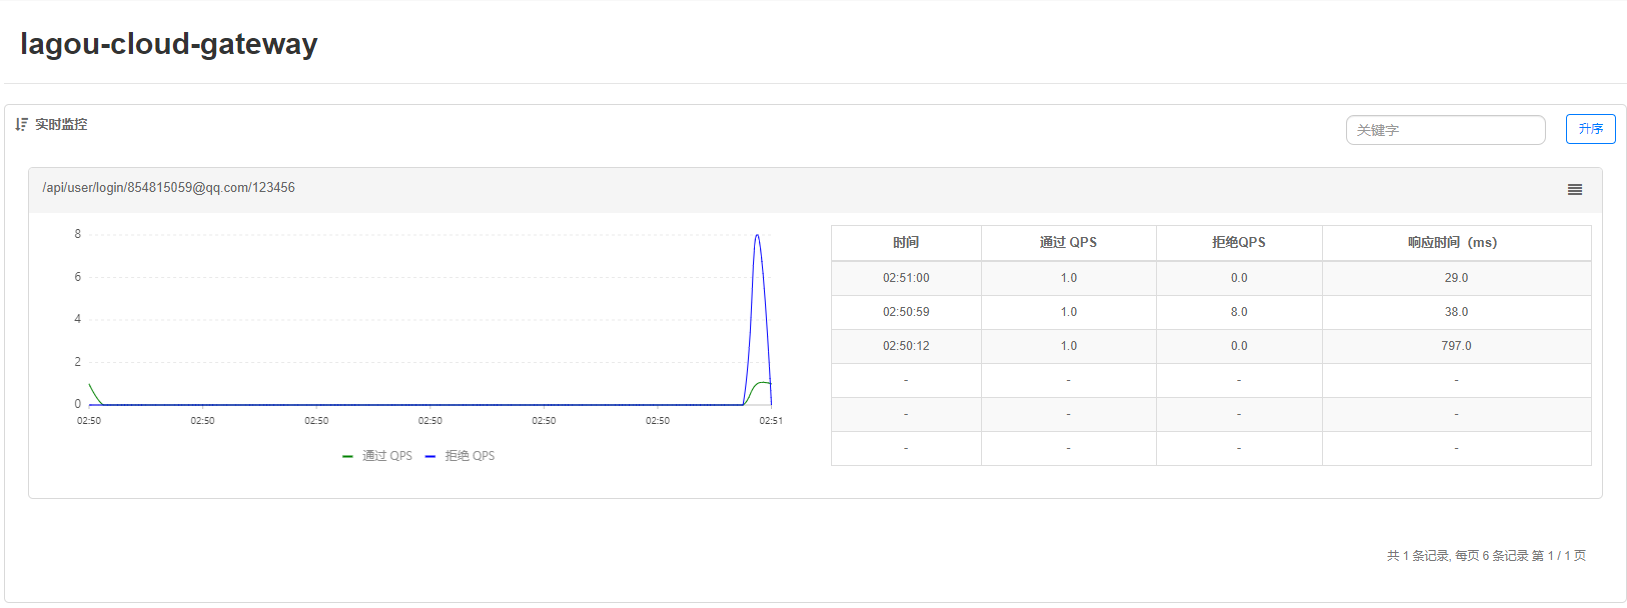 lagou-cloud-gateway
实时监控
关键字
升序
/api/user/login/854815059@qq.com/123456
8
6
4
2
0
02:50 02:50 02:50 02:50 02:50 02:50 02:51
通过 QPS 拒绝 QPS
时间 通过 QPS 拒绝QPS 响应时间（ms）
02:51:00 1.0 0.0 29.0
02:50:59 1.0 8.0 38.0
02:50:12 1.0 0.0 797.0
- - - -
- - - -
- - - -
共 1 条记录, 每页 6 条记录 第 1 / 1 页